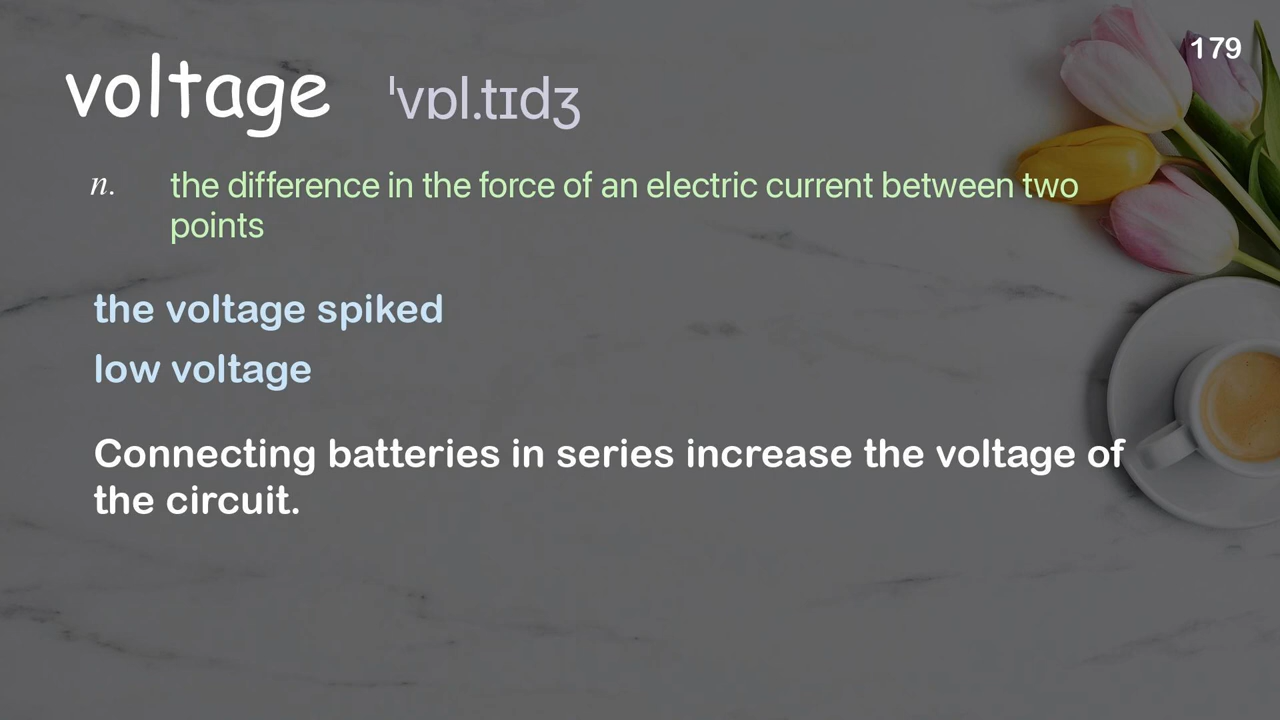 179
voltage ˈvɒl.tɪdʒ
n. the difference in the force of an electric current between two
points
the voltage spiked
low voltage
Connecting batteries in series increase the voltage of
the circuit.